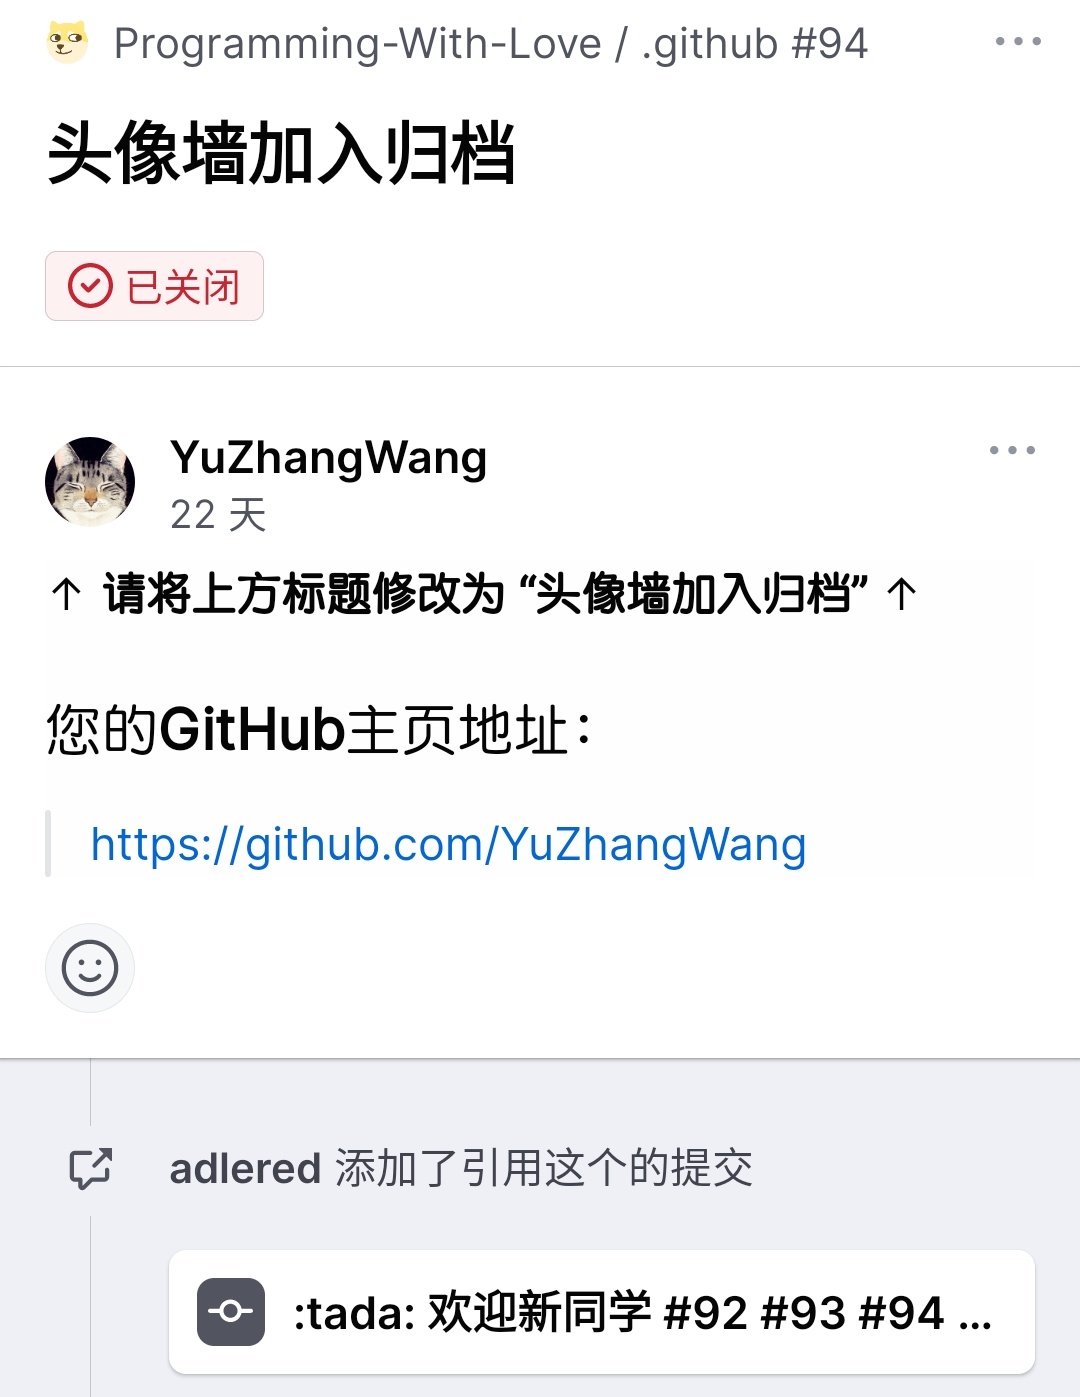 Programming-With-Love / .github #94
头像墙加入归档
已关闭
YuZhangWang
22 天
↑ 请将上方标题修改为 “头像墙加入归档” ↑
您的GitHub主页地址：
https://github.com/YuZhangWang
adlered 添加了引用这个的提交
:tada: 欢迎新同学 #92 #93 #94 ...